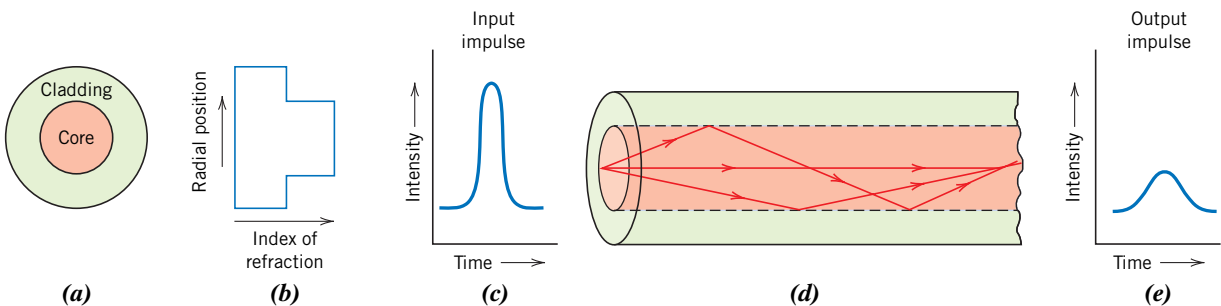 Cladding
Core
(a)
Radial position
Index of
refraction
(b)
Input
impulse
Intensity
Time
(c)
(d)
Output
impulse
Intensity
Time
(e)